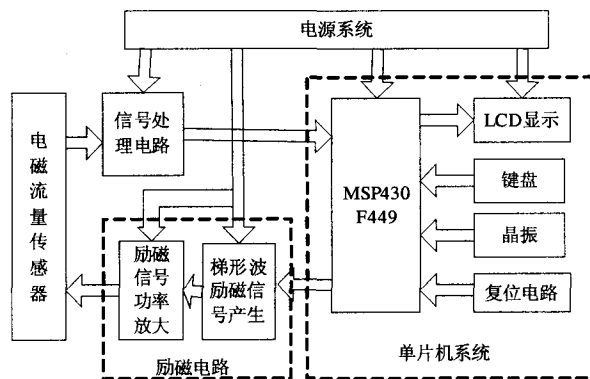 电源系统
电
磁
流
量
传
感
器
信号处
理电路
励磁
信号
功率
放大
梯形波
励磁信
号产生
励磁电路
MSP430
F449
LCD显示
键盘
晶振
复位电路
单片机系统